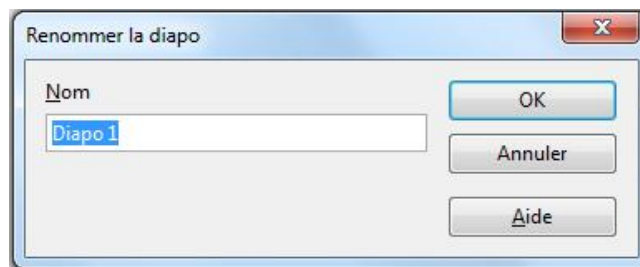 Renommer la diapo
Nom
Diapo 1
OK
Annuler
Aide